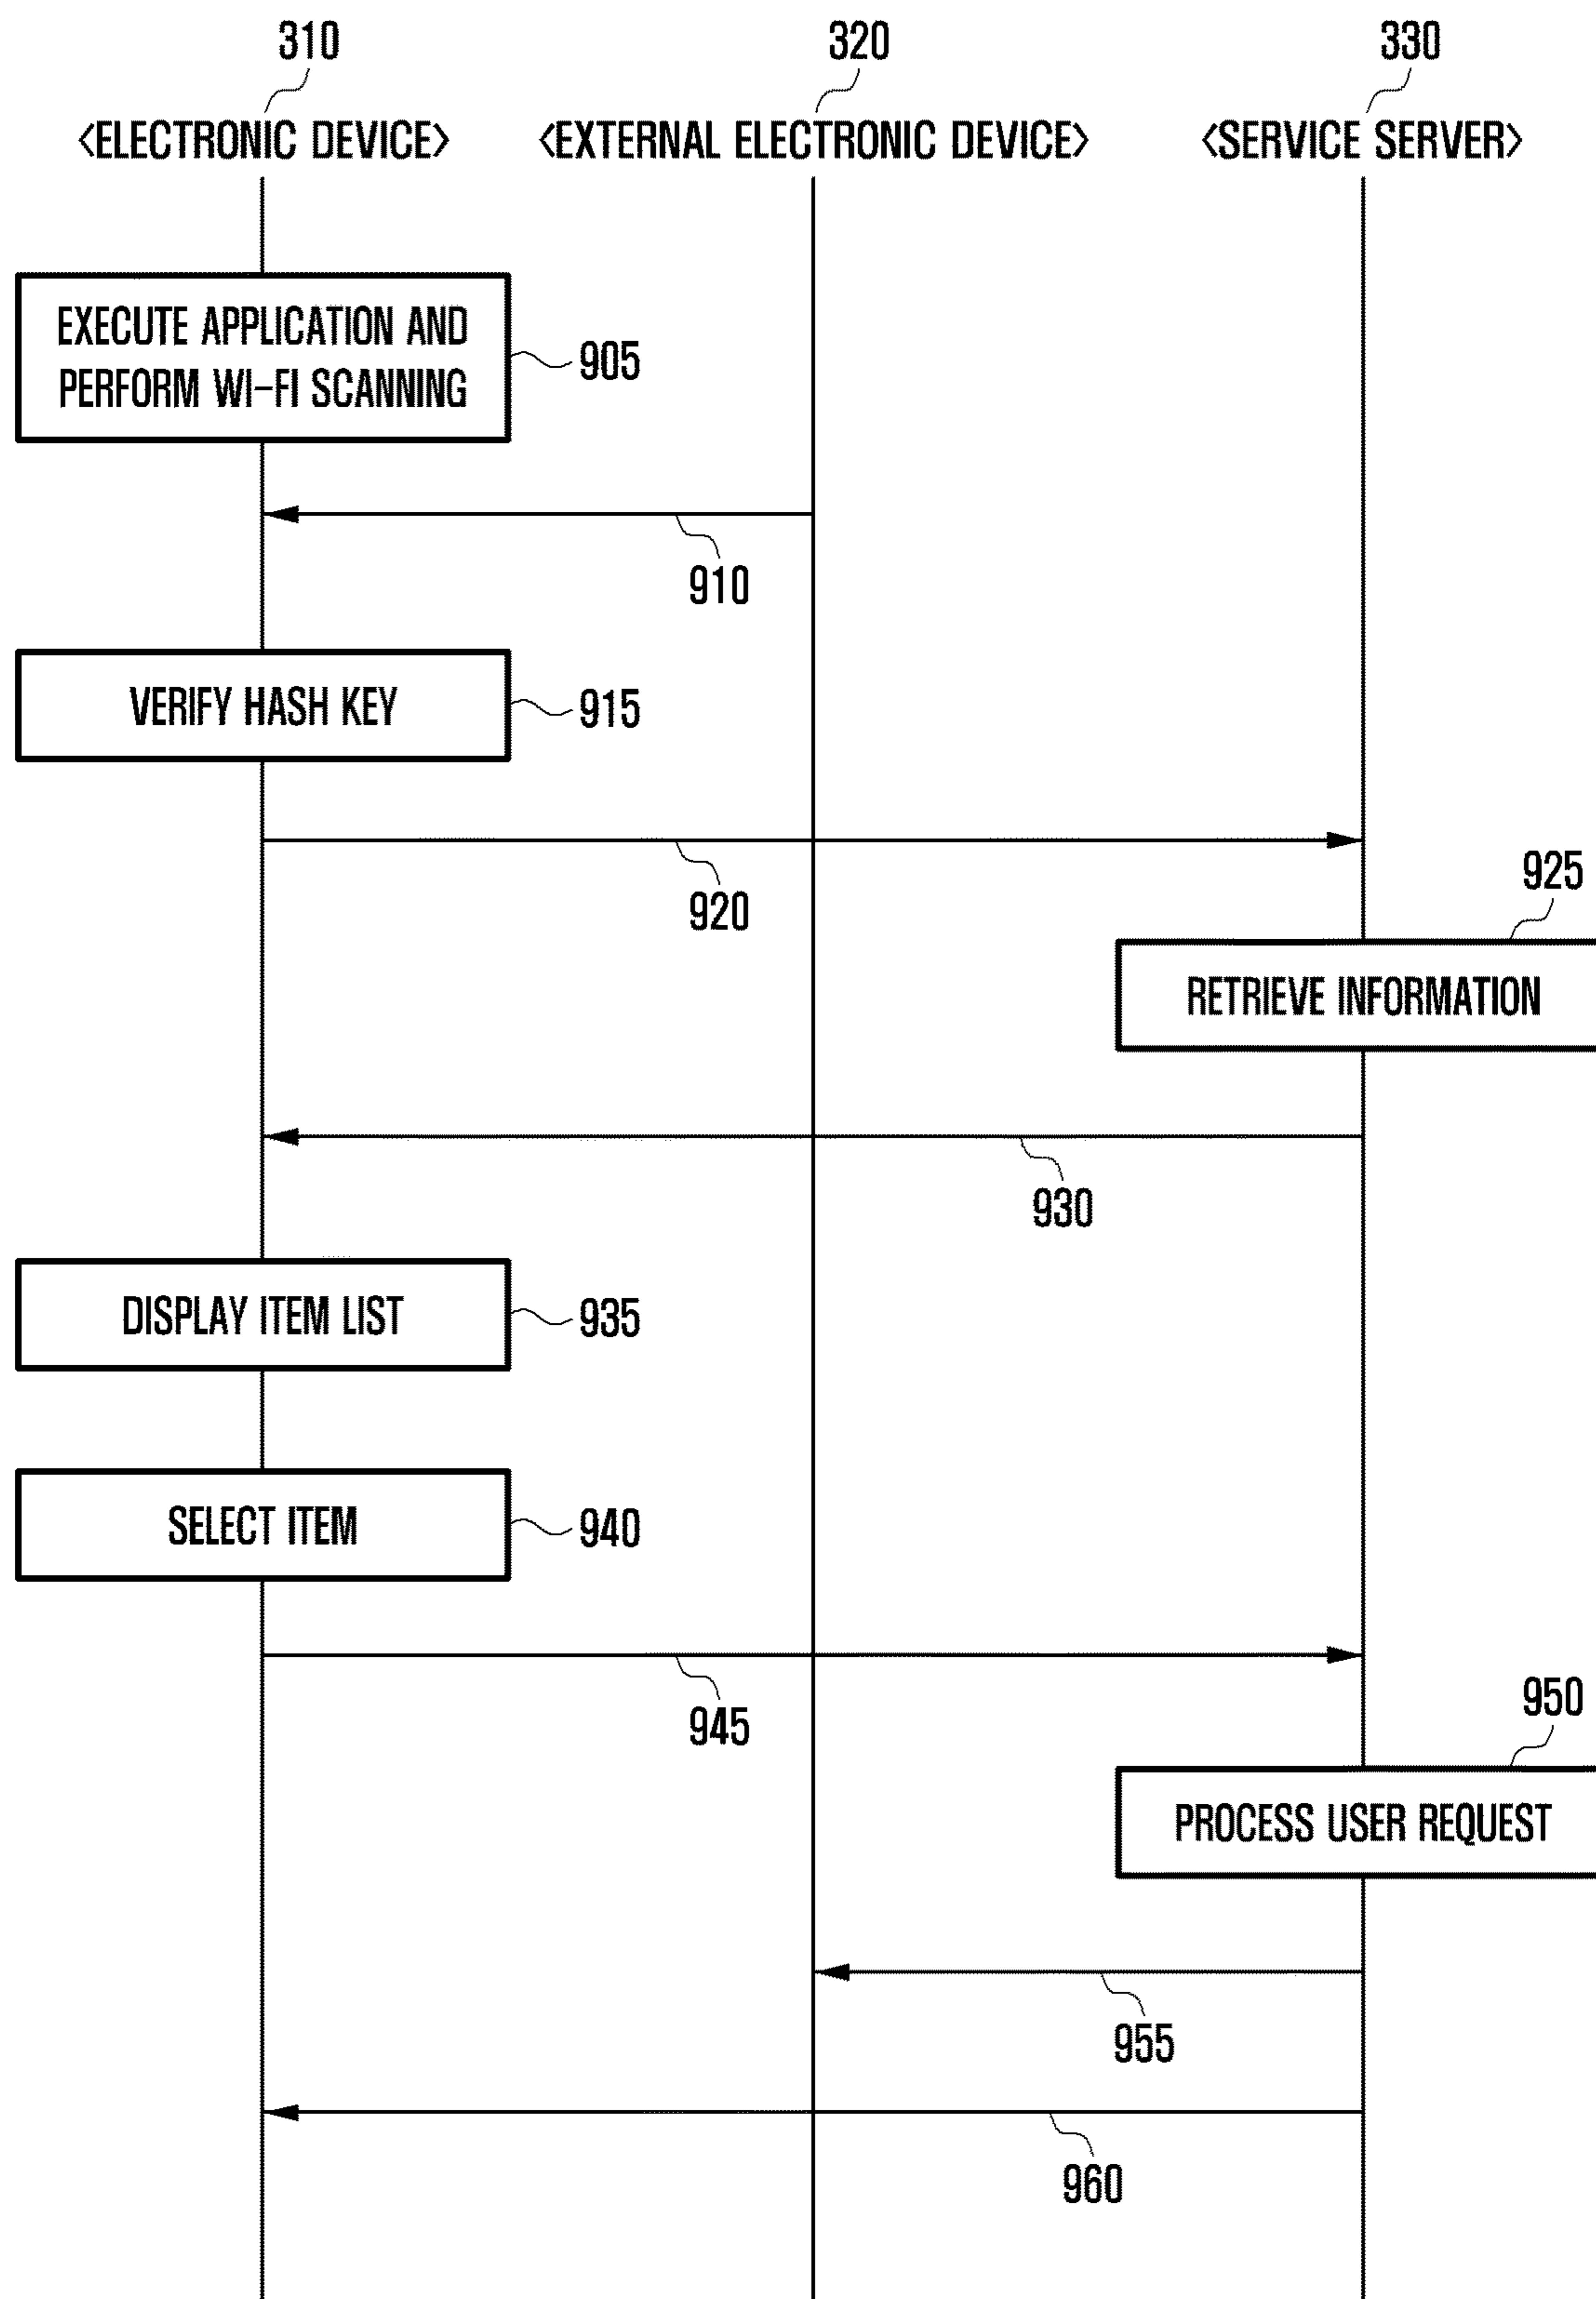 310
320
330
<ELECTRONIC DEVICE>
<EXTERNAL ELECTRONIC DEVICE>
<SERVICE SERVER>
EXECUTE APPLICATION AND
PERFORM WI-FI SCANNING
905
910
VERIFY HASH KEY
915
920
925
RETRIEVE INFORMATION
930
DISPLAY ITEM LIST
935
SELECT ITEM
940
945
950
PROCESS USER REQUEST
955
960